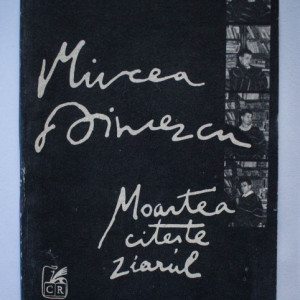 Mircea
Dinescu
Moartea
citește
ziarul
CR